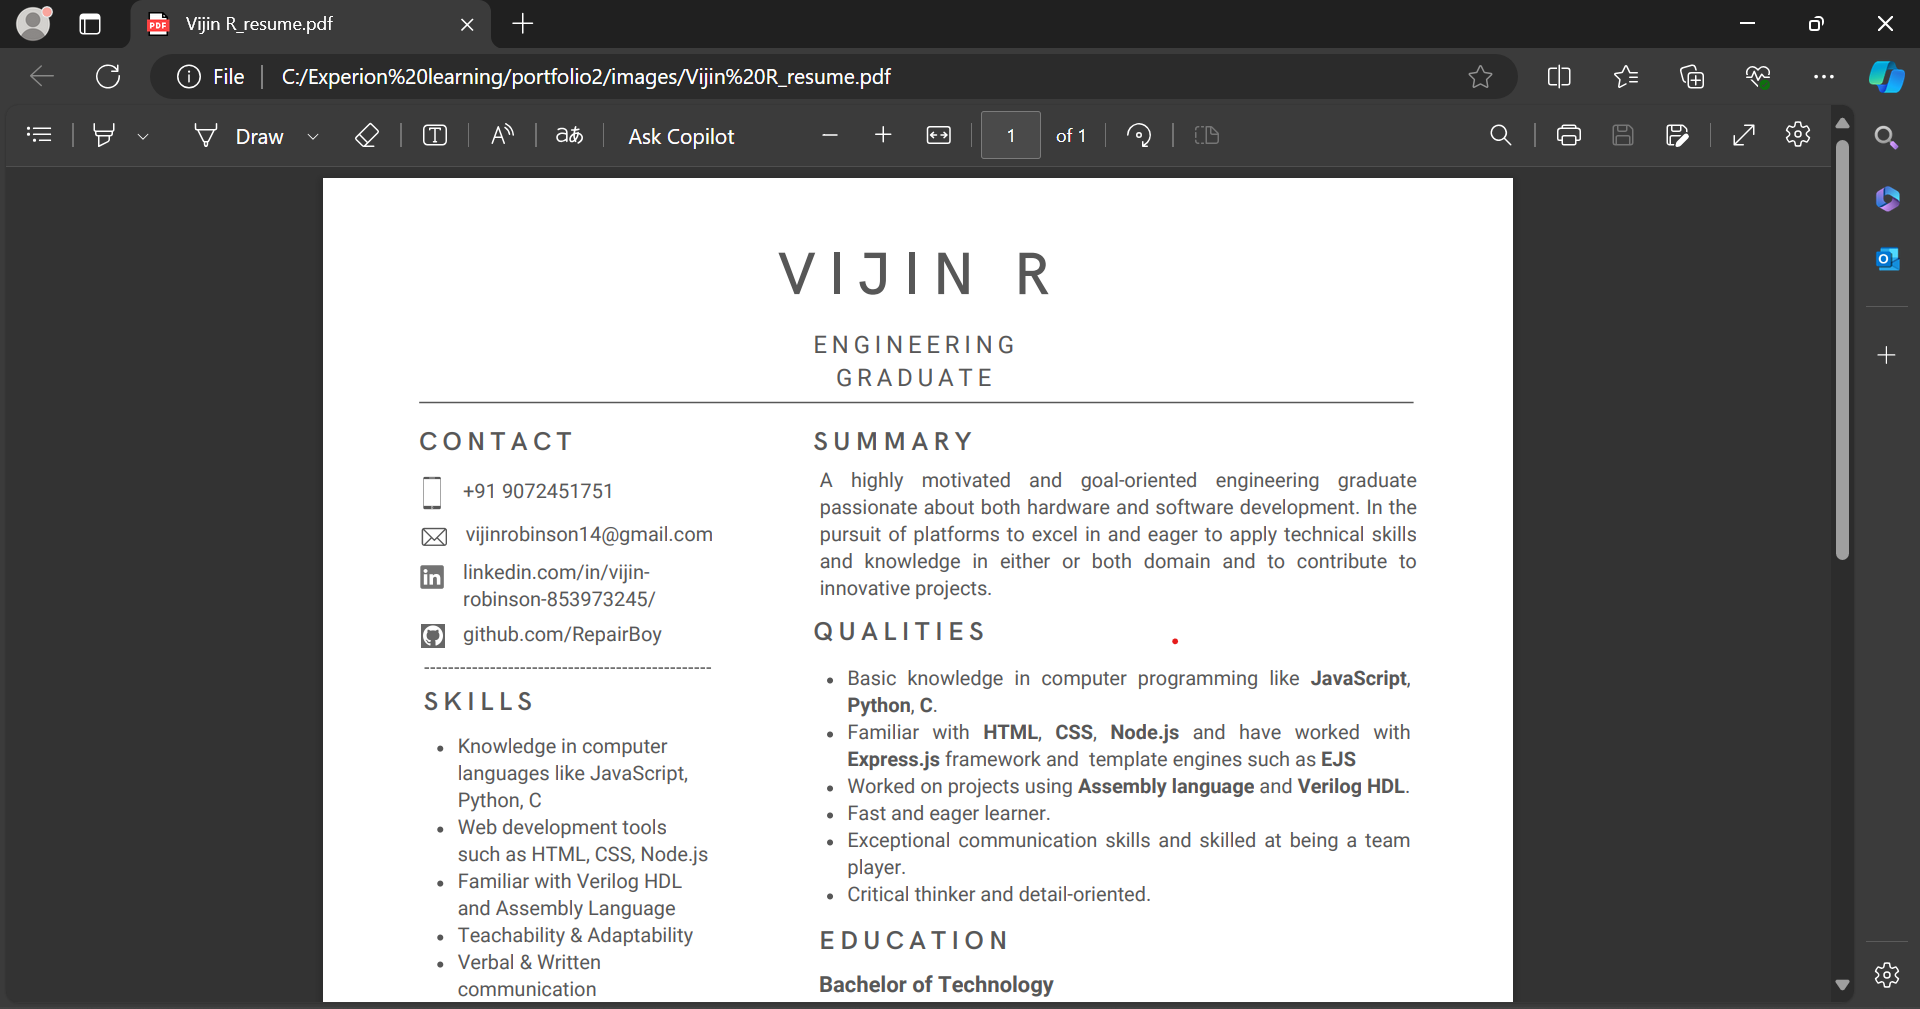 Vijin R_resume.pdf
File
C:/Experion%20learning/portfolio2/images/Vijin%20R_resume.pdf
Draw
Ask Copilot
1
of 1
VIJIN R
ENGINEERING
GRADUATE
CONTACT
+91 9072451751
vijinrobinson14@gmail.com
linkedin.com/in/vijin-
robinson-853973245/
github.com/RepairBoy
SKILLS
Knowledge in computer
languages like JavaScript,
Python, C
Web development tools
such as HTML, CSS, Node.js
Familiar with Verilog HDL
and Assembly Language
Teachability & Adaptability
Verbal & Written
communication
SUMMARY
A highly motivated and goal-oriented engineering graduate
passionate about both hardware and software development. In the
pursuit of platforms to excel in and eager to apply technical skills
and knowledge in either or both domain and to contribute to
innovative projects.
QUALITIES
Basic knowledge in computer programming like JavaScript,
Python, C.
Familiar with HTML, CSS, Node.js and have worked with
Express.js framework and template engines such as EJS
Worked on projects using Assembly language and Verilog HDL.
Fast and eager learner.
Exceptional communication skills and skilled at being a team
player.
Critical thinker and detail-oriented.
EDUCATION
Bachelor of Technology